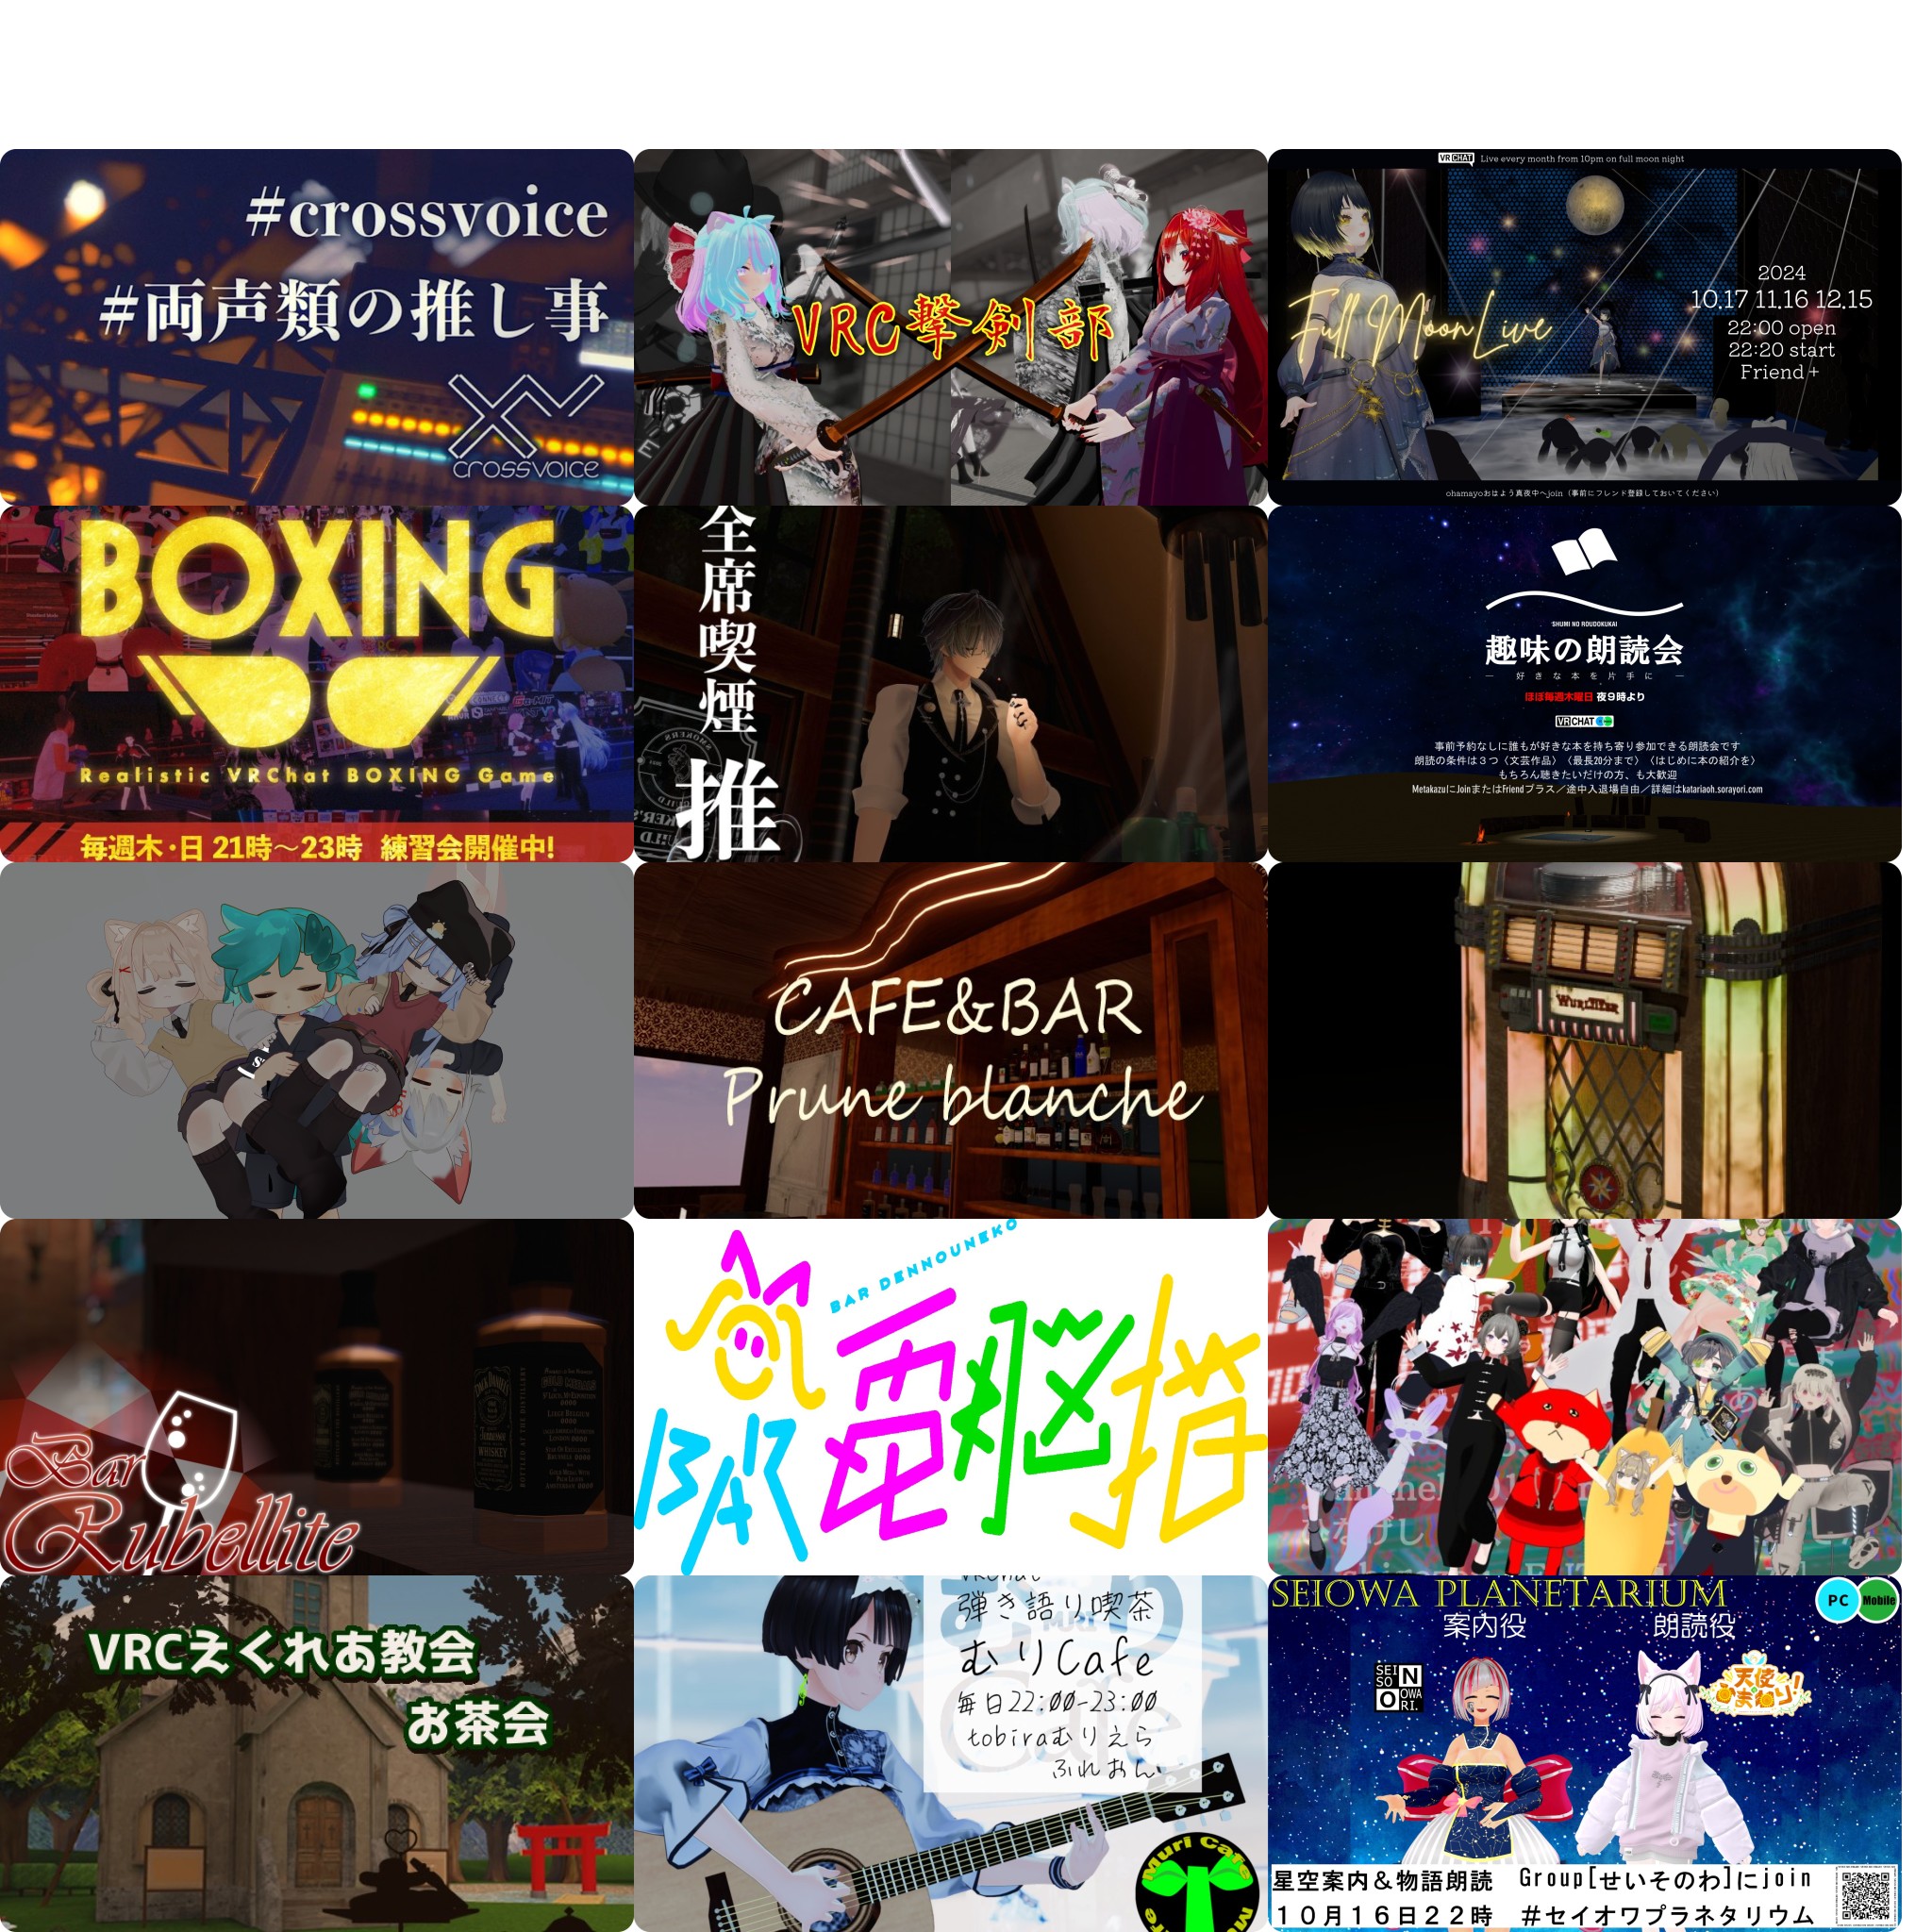 #crossvoice
#両声類の推し事
crossvoice
VRC撃剣部
VRCHAT Live every month from 10pm on full moon night
Full Moon Live
2024
10.17 11.16 12.15
22:00 open
22:20 start
Friend+
ohamayoおはよう真夜中へjoin（事前にフレンド登録しておいてください）
BOXING
Realistic VRChat BOXING Game
毎週木・日 21時～23時 練習会開催中!
全席喫煙
推
SHUMI NO ROUDOKUKAI
趣味の朗読会
好きな本を片手に
ほぼ毎週木曜日 夜９時より
VRCHAT
事前予約なしに誰もが好きな本を持ち寄り参加できる朗読会です
朗読の条件は３つ〈文芸作品〉〈最長20分まで〉〈はじめに本の紹介を〉
もちろん聴きたいだけの方、も大歓迎
MetakazuにJoinまたはFriendプラス／途中入退場自由／詳細はkatariaoh.sorayori.com
CAFE&BAR
Prune blanche
WURLITZER
Bar
Rubellite
BAR DENNOUNEKO
BAR電脳猫
VRCえくれあ教会
お茶会
VRChat
弾き語り喫茶
むりCafe
毎日22:00-23:00
tobiraむりえら
ふれおん
Muri Cafe
SEIOWA PLANETARIUM
PC Mobile
案内役 朗読役
星空案内＆物語朗読 Group[せいそのわ]にjoin
１０月１６日２２時 ＃セイオワプラネタリウム